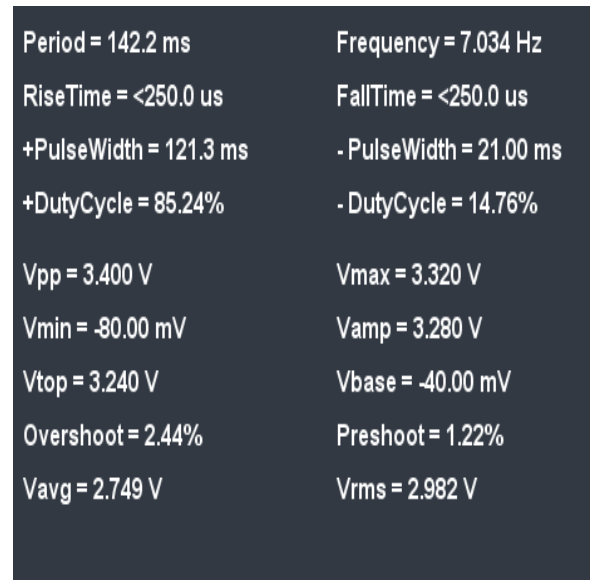 Period = 142.2 ms Frequency = 7.034 Hz
RiseTime = <250.0 us FallTime = <250.0 us
+PulseWidth = 121.3 ms - PulseWidth = 21.00 ms
+DutyCycle = 85.24% - DutyCycle = 14.76%
Vpp = 3.400 V Vmax = 3.320 V
Vmin = -80.00 mV Vamp = 3.280 V
Vtop = 3.240 V Vbase = -40.00 mV
Overshoot = 2.44% Preshoot = 1.22%
Vavg = 2.749 V Vrms = 2.982 V